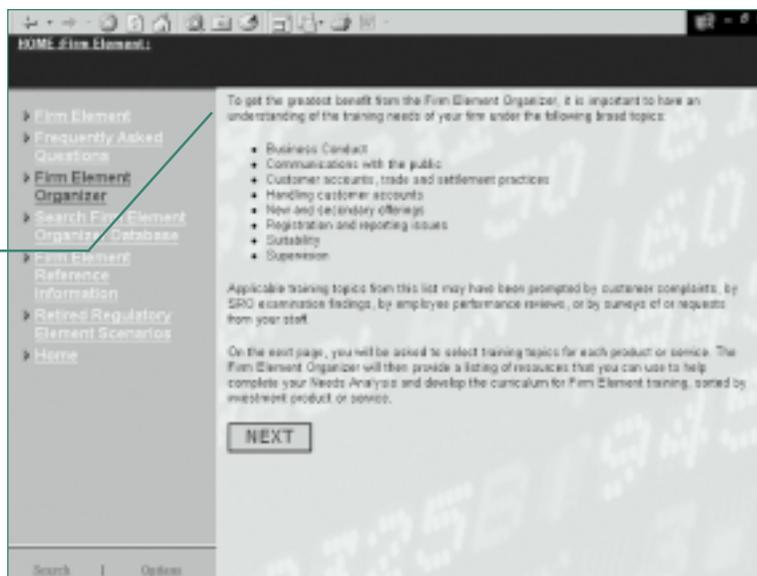 HOME :Firm Element:
Firm Element
Frequently Asked
Questions
Firm Element
Organizer
Search Firm Element
Organizer Database
Firm Element
Reference
Information
Retired Regulatory
Element Scenarios
Home
Search | Options
To get the greatest benefit from the Firm Element Organizer, it is important to have an
understanding of the training needs of your firm under the following broad topics:
Business Conduct
Communications with the public
Customer accounts, trade and settlement practices
Handling customer accounts
New and secondary offerings
Registration and reporting issues
Suitability
Supervision
Applicable training topics from this list may have been prompted by customer complaints, by
SRO examination findings, by employee performance reviews, or by surveys of or requests
from your staff.
On the next page, you will be asked to select training topics for each product or service. The
Firm Element Organizer will then provide a listing of resources that you can use to help
complete your Needs Analysis and develop the curriculum for Firm Element training, sorted by
investment product or service.
NEXT